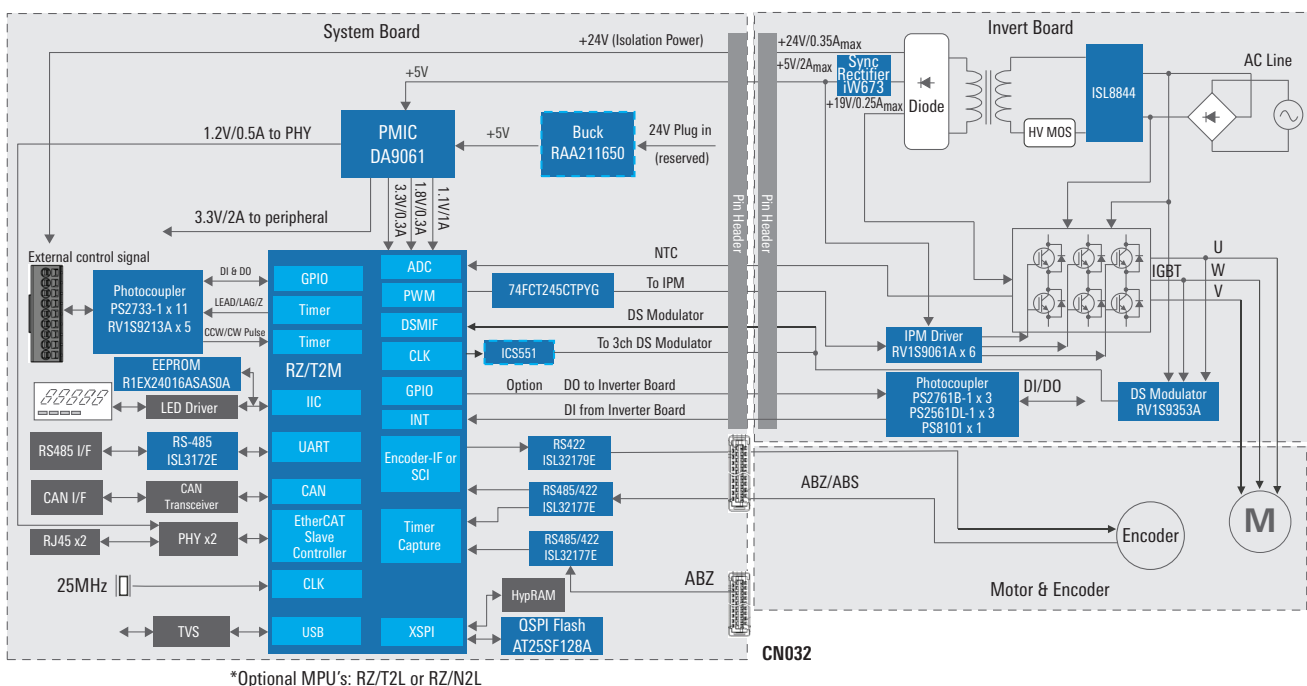 System Board
Invert Board
+24V (Isolation Power)
+24V/0.35Amax
+5V/2Amax
+5V
Sync
Rectifier
iW673
+19V/0.25Amax
Diode
HV MOS
ISL8844
AC Line
1.2V/0.5A to PHY
PMIC
DA9061
+5V
Buck
RAA211650
24V Plug in
(reserved)
3.3V/0.3A
1.8V/0.3A
1.1V/1A
3.3V/2A to peripheral
Pin Header
Pin Header
External control signal
Photocoupler
PS2733-1 x 11
RV1S9213A x 5
DI & DO
LEAD/LAG/Z
CCW/CW Pulse
EEPROM
R1EX24016ASAS0A
88888
LED Driver
RS485 I/F
RS-485
ISL3172E
CAN I/F
CAN
Transceiver
RJ45 x2
PHY x2
25MHz
TVS
GPIO
Timer
Timer
RZ/T2M
IIC
UART
CAN
EtherCAT
Slave
Controller
CLK
USB
ADC
PWM
DSMIF
CLK
GPIO
INT
Encoder-IF or
SCI
Timer
Capture
XSPI
NTC
74FCT245CTPYG
To IPM
DS Modulator
ICS551
To 3ch DS Modulator
Option
DO to Inverter Board
DI from Inverter Board
RS422
ISL32179E
RS485/422
ISL32177E
RS485/422
ISL32177E
HypRAM
QSPI Flash
AT25SF128A
ABZ
IGBT
U
W
V
IPM Driver
RV1S9061A x 6
Photocoupler
PS2761B-1 x 3
PS2561DL-1 x 3
PS8101 x 1
DI/DO
DS Modulator
RV1S9353A
ABZ/ABS
Encoder
M
Motor & Encoder
CN032
*Optional MPU's: RZ/T2L or RZ/N2L